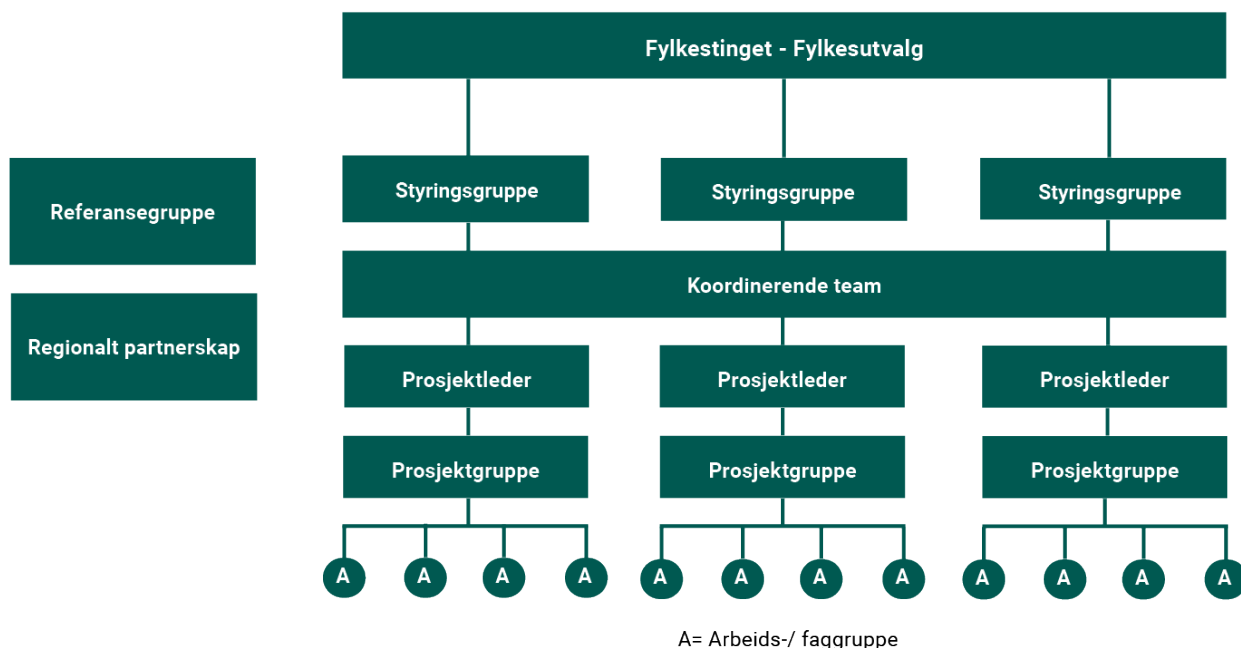 Fylkestinget - Fylkesutvalg
Referansegruppe
Regionalt partnerskap
Styringsgruppe
Styringsgruppe
Styringsgruppe
Koordinerende team
Prosjektleder
Prosjektleder
Prosjektleder
Prosjektgruppe
Prosjektgruppe
Prosjektgruppe
A
A
A
A
A
A
A
A
A
A
A
A
A= Arbeids-/ faggruppe